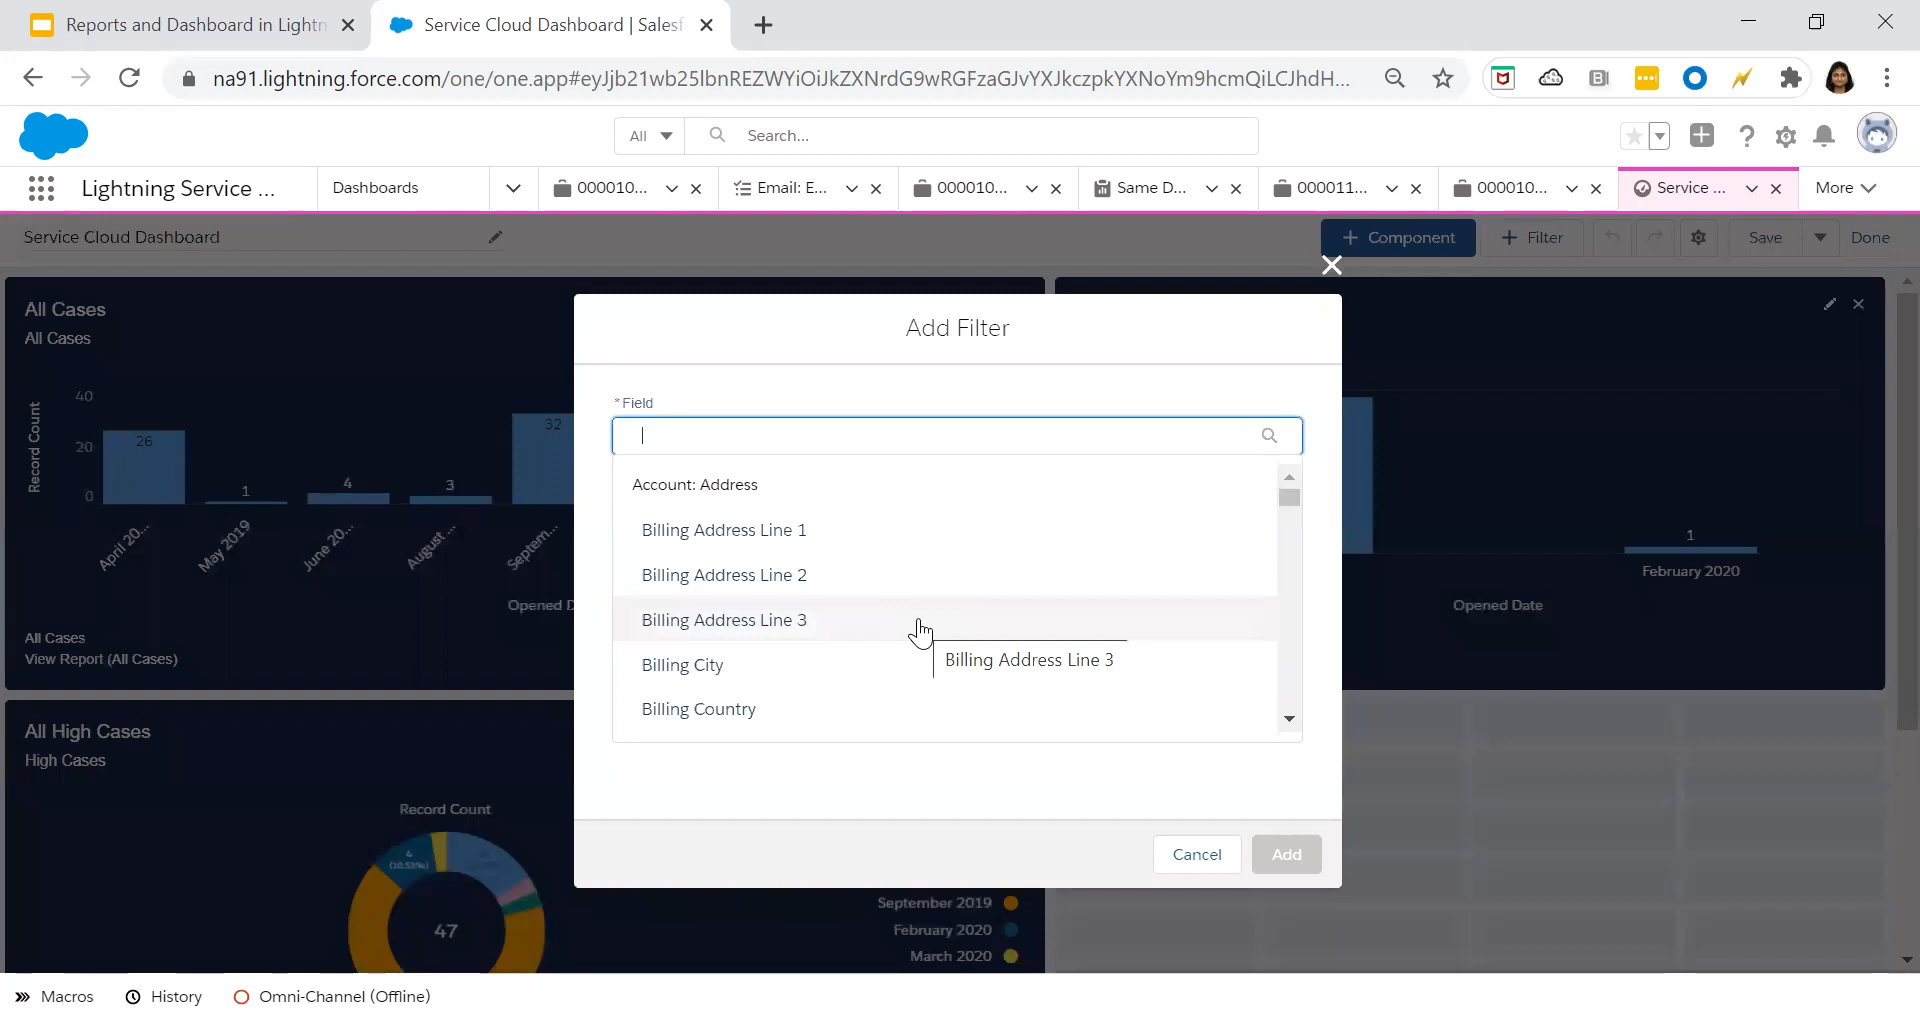 Reports and Dashboard in Lightn
Service Cloud Dashboard | Salesf
na91.lightning.force.com/one/one.app#eyJjb21wb25lbnREZWYiOiJkZXNrdG9wRGFzaGJvYXJkczpkYXNoYm9hcmQiLCJhdH...
All
Search...
Lightning Service ...
Dashboards
000010...
Email: E...
000010...
Same D...
000011...
000010...
Service ...
More
Service Cloud Dashboard
+ Component
+ Filter
Save
Done
All Cases
All Cases
Record Count
40
20
0
26
1
4
3
32
April 20...
May 2019
June 20...
August ...
Septem...
Opened D
All Cases
View Report (All Cases)
1
February 2020
Opened Date
Add Filter
* Field
Account: Address
Billing Address Line 1
Billing Address Line 2
Billing Address Line 3
Billing Address Line 3
Billing City
Billing Country
Cancel
Add
All High Cases
High Cases
Record Count
4
(10.53%)
47
September 2019
February 2020
March 2020
Macros
History
Omni-Channel (Offline)